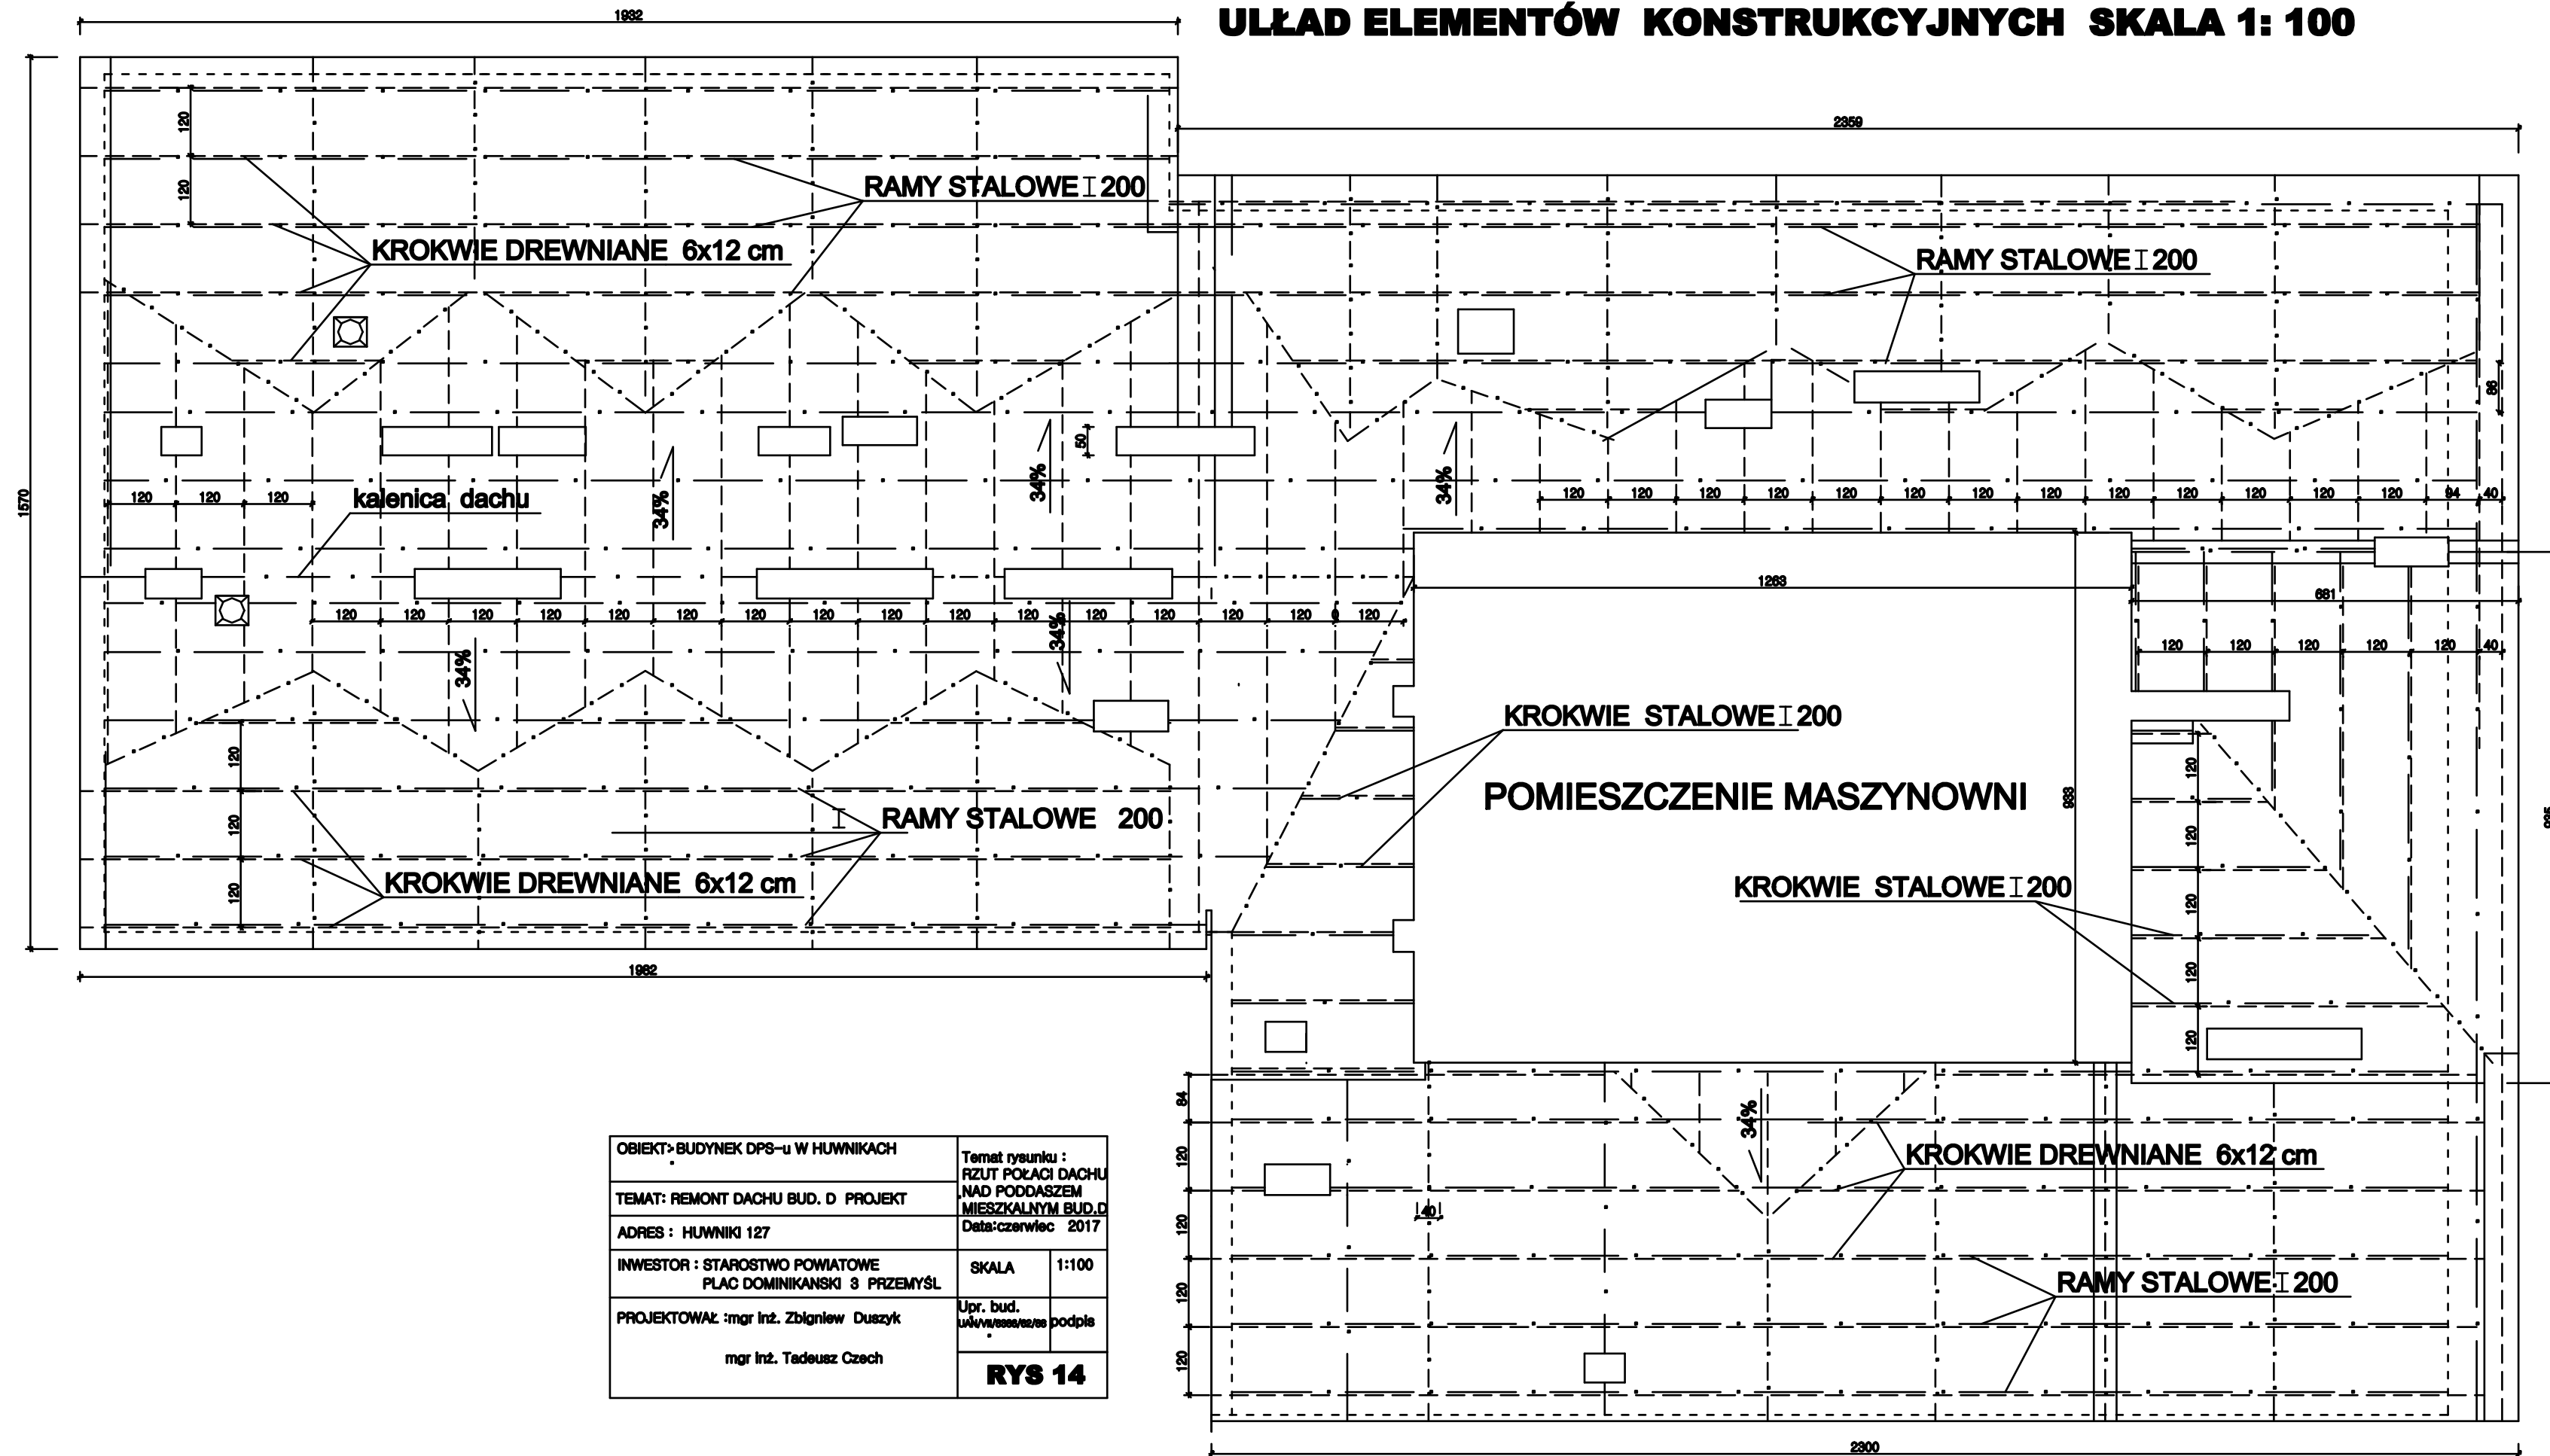 UŁŁAD ELEMENTÓW KONSTRUKCYJNYCH SKALA 1: 100
1932
2359
120
120
RAMY STALOWE I 200
KROKWIE DREWNIANE 6x12 cm
RAMY STALOWE I 200
86
50
34%
34%
34%
1570
120 120 120
kalenica dachu
120 120 120 120 120 120 120 120 120 120 120 120 120 94 40
1263
681
120 120 120 120 120 120 120 120 120 120 120 120 120 120 120 0 120
34%
34%
120 120 120 120 120 40
KROKWIE STALOWE I 200
POMIESZCZENIE MASZYNOWNI
933
935
120
120
120
120
120
120
120
120
I RAMY STALOWE 200
KROKWIE DREWNIANE 6x12 cm
KROKWIE STALOWE I 200
1982
84
120
120
120
120
34%
40
KROKWIE DREWNIANE 6x12 cm
RAMY STALOWE I 200
2300
OBIEKT: BUDYNEK DPS-u W HUWNIKACH
TEMAT: REMONT DACHU BUD. D PROJEKT
ADRES : HUWNIKI 127
INWESTOR : STAROSTWO POWIATOWE
PLAC DOMINIKANSKI 3 PRZEMYŚL
PROJEKTOWAŁ :mgr inż. Zbigniew Duszyk
mgr inż. Tadeusz Czech
Temat rysunku :
RZUT POŁACI DACHU
NAD PODDASZEM
MIESZKALNYM BUD.D
Data:czerwiec 2017
SKALA 1:100
Upr. bud.
podpis
RYS 14